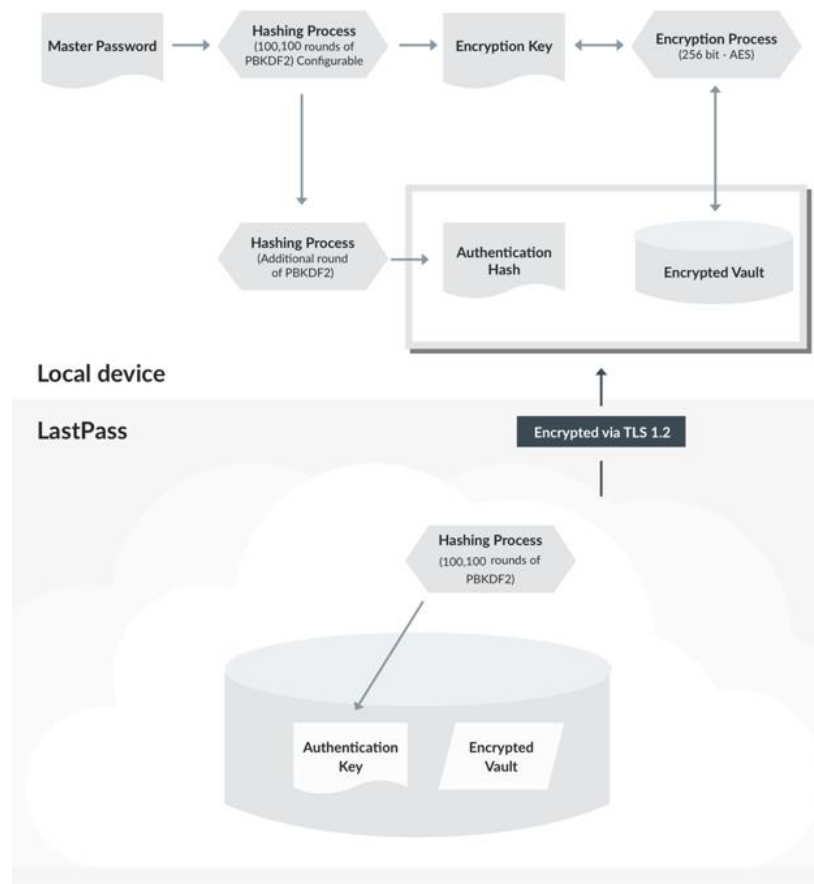 Master Password
Hashing Process
(100,100 rounds of
PBKDF2) Configurable
Encryption Key
Encryption Process
(256 bit - AES)
Hashing Process
(Additional round
of PBKDF2)
Authentication
Hash
Encrypted Vault
Local device
LastPass
Encrypted via TLS 1.2
Hashing Process
(100,100 rounds of
PBKDF2)
Authentication
Key
Encrypted
Vault